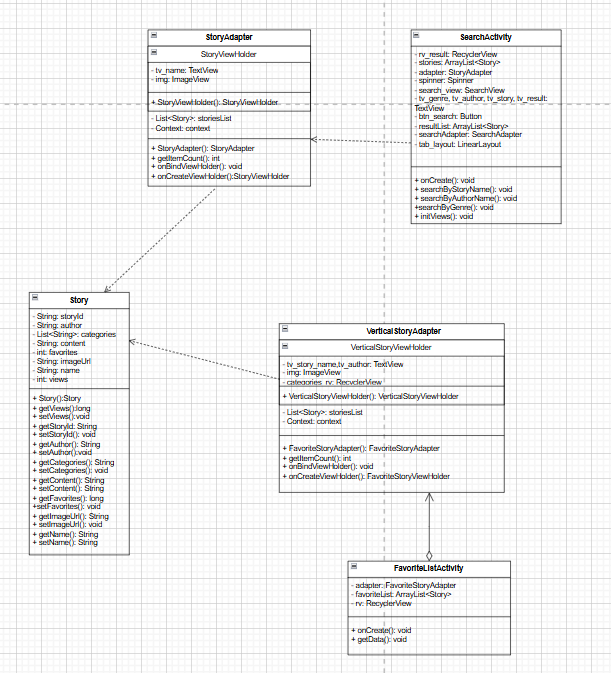 StoryAdapter
StoryViewHolder
- tv_name: TextView
- img: ImageView
+ StoryViewHolder(): StoryViewHolder
- List<Story>: storiesList
- Context: context
+ StoryAdapter(): StoryAdapter
+ getItemCount(): int
+ onBindViewHolder(): void
+ onCreateViewHolder():StoryViewHolder
SearchActivity
- rv_result: RecyclerView
- stories: ArrayList<Story>
- adapter: StoryAdapter
- spinner: Spinner
- search_view: SearchView
- tv_genre, tv_author, tv_story, tv_result:
TextView
- btn_search: Button
- resultList: ArrayList<Story>
- searchAdapter: SearchAdapter
- tab_layout: LinearLayout
+ onCreate(): void
+ searchByStoryName(): void
+ searchByAuthorName(): void
+searchByGenre(): void
+ initViews(): void
Story
- String: storyId
- String: author
- List<String>: categories
- String: content
- int: favorites
- String: imageUrl
- String: name
- int: views
+ Story():Story
+ getViews():long
+ setViews():void
+ getStoryId: String
+ setStoryId(): void
+ getAuthor(): String
+ setAuthor():void
+ getCategories(): String
+ setCategories(): void
+ getContent(): String
+ setContent(): String
+ getFavorites(): long
+setFavorites(): void
+ getImageUrl(): String
+ setImageUrl(): void
+ getName(): String
+ setName(): String
VerticalStoryAdapter
VerticalStoryViewHolder
- tv_story_name,tv_author: TextView
- img: ImageView
- categories_rv: RecyclerView
+ VerticalStoryViewHolder(): VerticalStoryViewHolder
- List<Story>: storiesList
- Context: context
+ FavoriteStoryAdapter(): FavoriteStoryAdapter
+ getItemCount(): int
+ onBindViewHolder(): void
+ onCreateViewHolder(): FavoriteStoryViewHolder
FavoriteListActivity
- adapter: FavoriteStoryAdapter
- favoriteList: ArrayList<Story>
- rv: RecyclerView
+ onCreate(): void
+ getData(): void